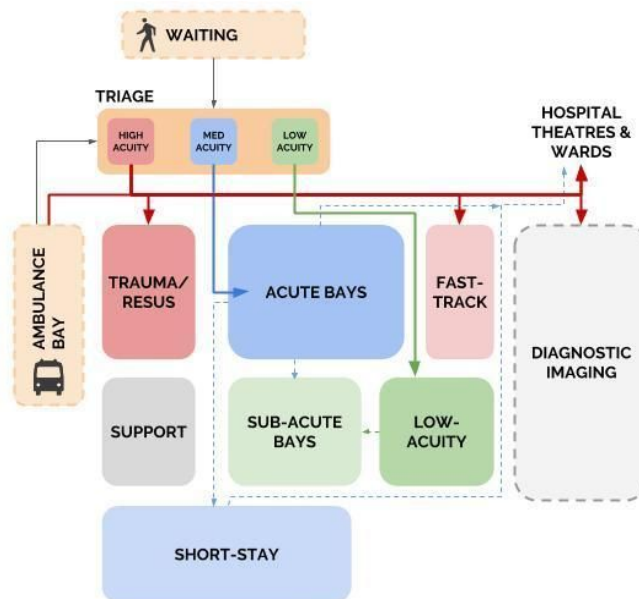 WAITING
TRIAGE
HIGH
ACUITY
MED
ACUITY
LOW
ACUITY
HOSPITAL
THEATRES &
WARDS
AMBULANCE
BAY
TRAUMA/
RESUS
ACUTE BAYS
FAST-
TRACK
DIAGNOSTIC
IMAGING
SUPPORT
SUB-ACUTE
BAYS
LOW-
ACUITY
SHORT-STAY